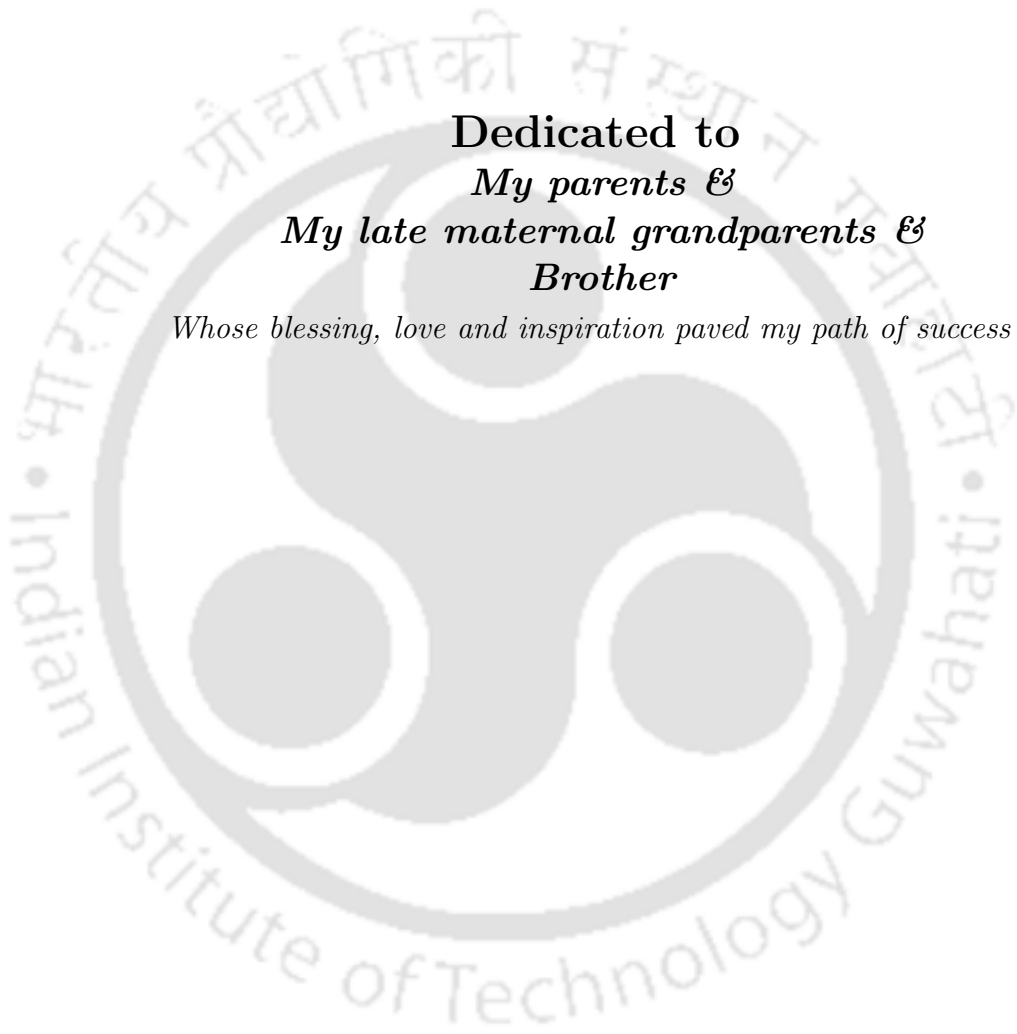 Dedicated to
My parents &
My late maternal grandparents &
Brother
Whose blessing, love and inspiration paved my path of success
भारतीय प्रौद्योगिकी संस्थान गुवाहाटी
• Indian Institute of Technology Guwahati •